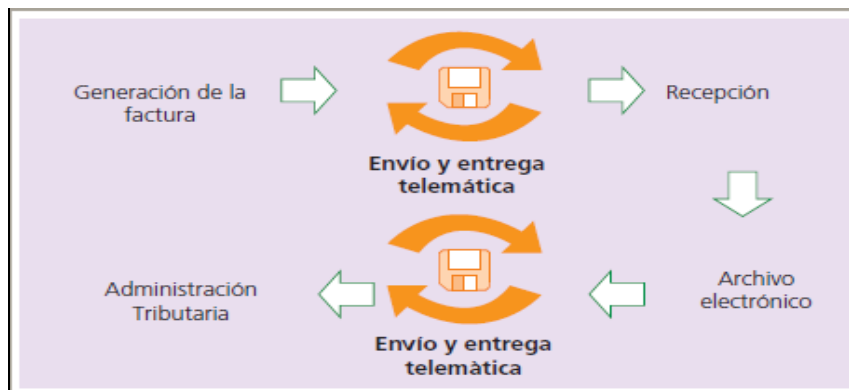 Generación de la
factura
Envío y entrega
telemática
Recepción
Archivo
electrónico
Envío y entrega
telemàtica
Administración
Tributaria